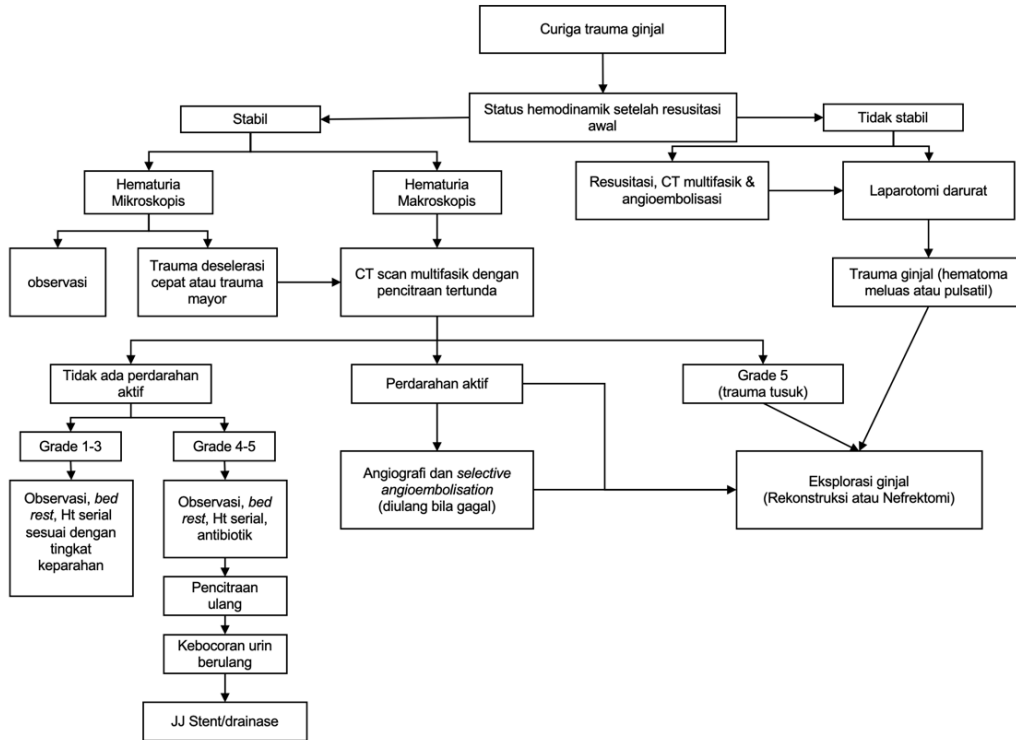 Curiga trauma ginjal
Status hemodinamik setelah resusitasi
awal
Stabil
Tidak stabil
Hematuria
Mikroskopis
Hematuria
Makroskopis
Resusitasi, CT multifasik &
angioembolisasi
Laparotomi darurat
observasi
Trauma deselerasi
cepat atau trauma
mayor
CT scan multifasik dengan
pencitraan tertunda
Trauma ginjal (hematoma
meluas atau pulsatil)
Tidak ada perdarahan
aktif
Perdarahan aktif
Grade 5
(trauma tusuk)
Grade 1-3
Grade 4-5
Observasi, bed
rest, Ht serial
sesuai dengan
tingkat
keparahan
Observasi, bed
rest, Ht serial,
antibiotik
Angiografi dan selective
angioembolisation
(diulang bila gagal)
Eksplorasi ginjal
(Rekonstruksi atau Nefrektomi)
Pencitraan
ulang
Kebocoran urin
berulang
JJ Stent/drainase